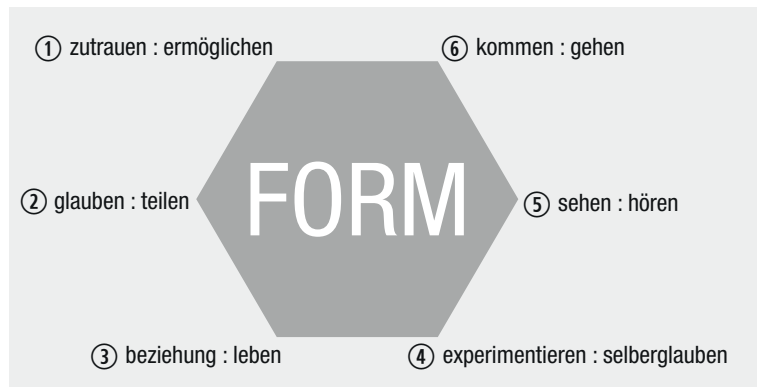 ① zutrauen : ermöglichen
⑥ kommen : gehen
② glauben : teilen
FORM
⑤ sehen : hören
③ beziehung : leben
④ experimentieren : selberglauben